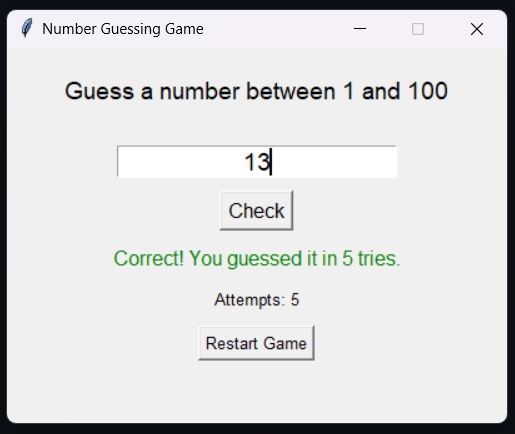 Number Guessing Game
Guess a number between 1 and 100
13
Check
Correct! You guessed it in 5 tries.
Attempts: 5
Restart Game